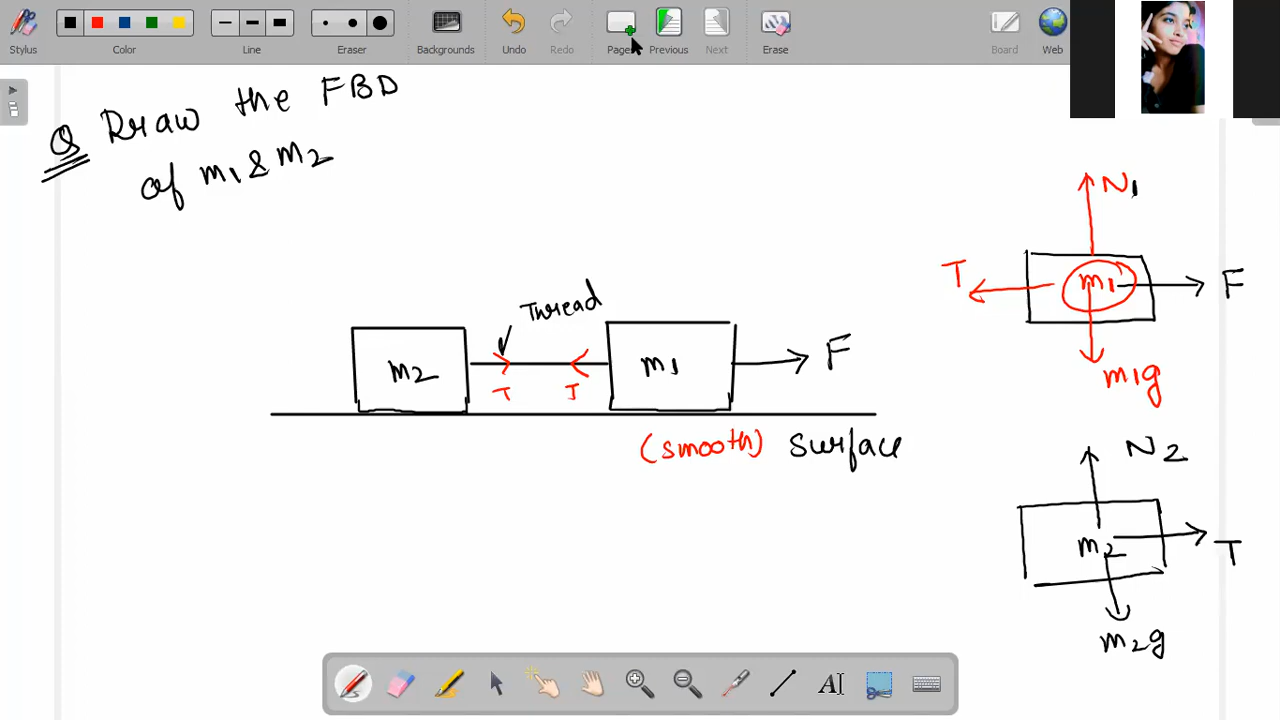 Stylus
Color
Line
Eraser
Backgrounds
Undo
Redo
Pages
Previous
Next
Erase
Board
Web
Q Draw the FBD
of m1 & m2
Thread
m2
T
T
m1
F
(smooth) surface
N1
T
m1
F
m1g
N2
m2
T
m2g